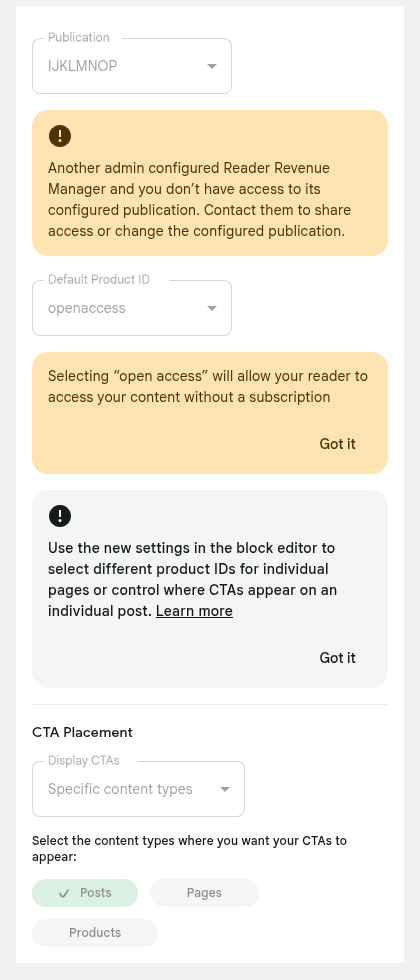 Publication
IJKLMNOP
Another admin configured Reader Revenue
Manager and you don’t have access to its
configured publication. Contact them to share
access or change the configured publication.
Default Product ID
openaccess
Selecting “open access” will allow your reader to
access your content without a subscription
Got it
Use the new settings in the block editor to
select different product IDs for individual
pages or control where CTAs appear on an
individual post. Learn more
Got it
CTA Placement
Display CTAs
Specific content types
Select the content types where you want your CTAs to
appear:
Posts
Pages
Products